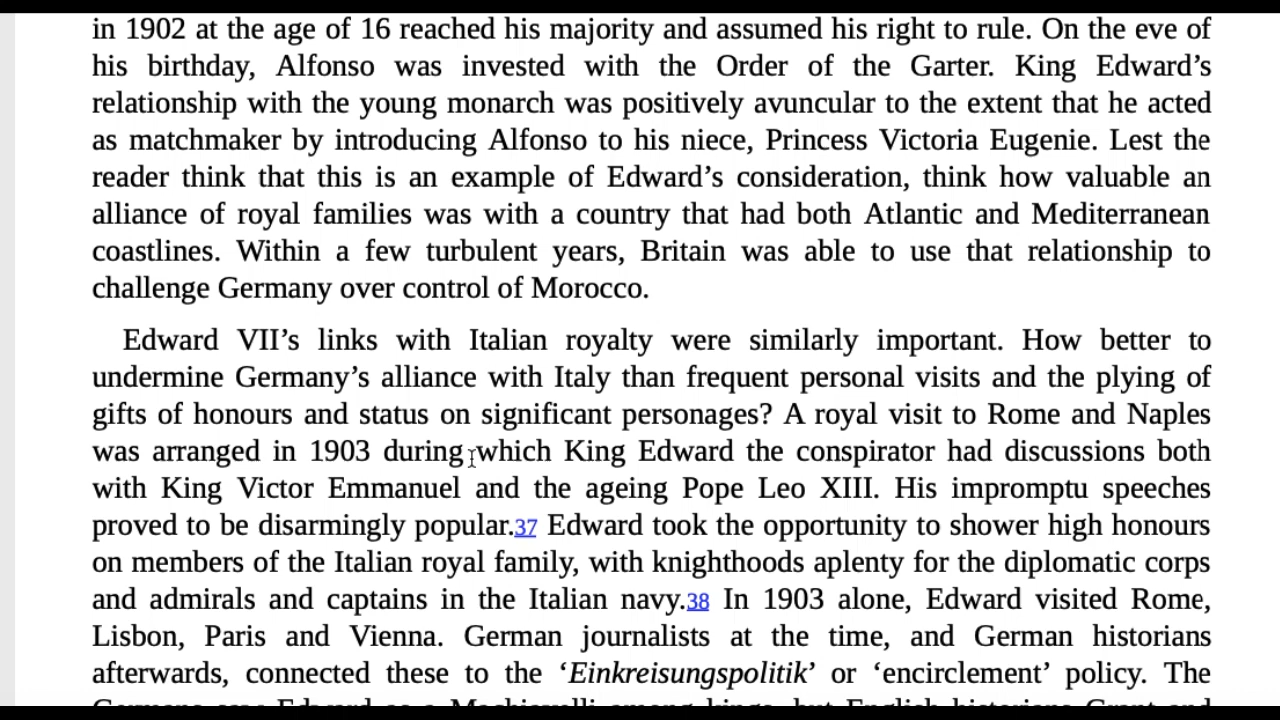 in 1902 at the age of 16 reached his majority and assumed his right to rule. On the eve of
his birthday, Alfonso was invested with the Order of the Garter. King Edward’s
relationship with the young monarch was positively avuncular to the extent that he acted
as matchmaker by introducing Alfonso to his niece, Princess Victoria Eugenie. Lest the
reader think that this is an example of Edward’s consideration, think how valuable an
alliance of royal families was with a country that had both Atlantic and Mediterranean
coastlines. Within a few turbulent years, Britain was able to use that relationship to
challenge Germany over control of Morocco.
Edward VII’s links with Italian royalty were similarly important. How better to
undermine Germany’s alliance with Italy than frequent personal visits and the plying of
gifts of honours and status on significant personages? A royal visit to Rome and Naples
was arranged in 1903 during which King Edward the conspirator had discussions both
with King Victor Emmanuel and the ageing Pope Leo XIII. His impromptu speeches
proved to be disarmingly popular.37 Edward took the opportunity to shower high honours
on members of the Italian royal family, with knighthoods aplenty for the diplomatic corps
and admirals and captains in the Italian navy.38 In 1903 alone, Edward visited Rome,
Lisbon, Paris and Vienna. German journalists at the time, and German historians
afterwards, connected these to the ‘Einkreisungspolitik’ or ‘encirclement’ policy. The